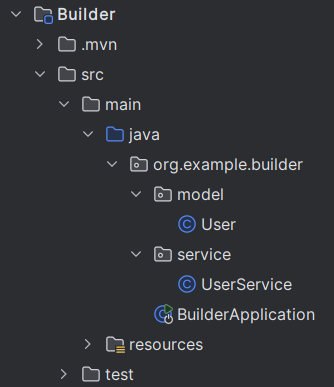 Builder
.mvn
src
main
java
org.example.builder
model
User
service
UserService
BuilderApplication
resources
test